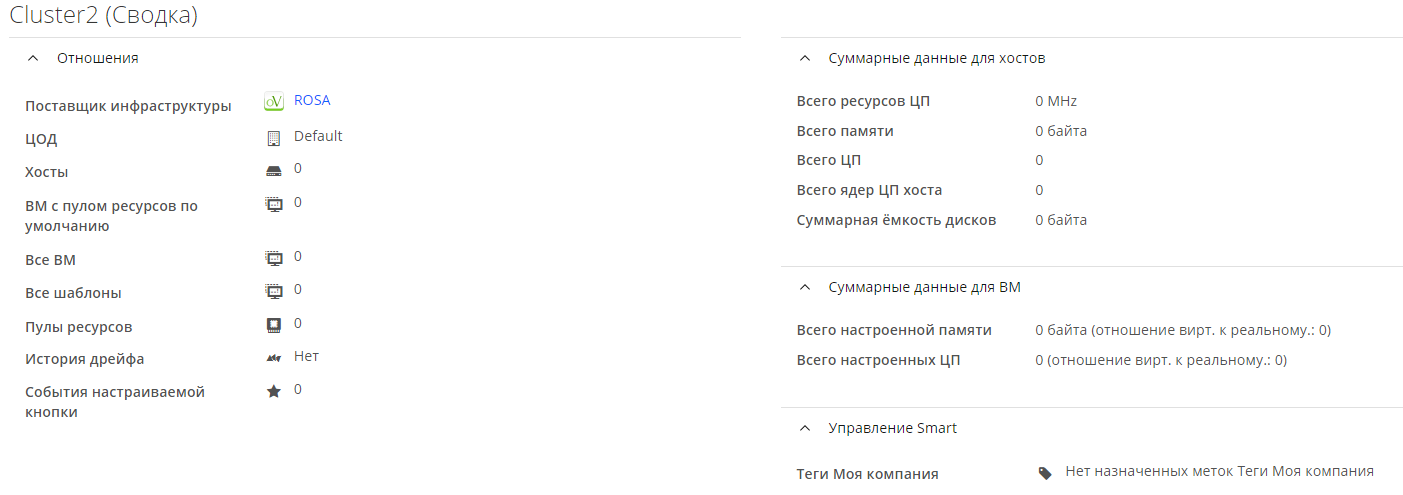 Cluster2 (Сводка)
Отношения
Поставщик инфраструктуры
ROSA
ЦОД
Default
Хосты
0
ВМ с пулом ресурсов по
умолчанию
0
Все ВМ
0
Все шаблоны
0
Пулы ресурсов
0
История дрейфа
Нет
События настраиваемой
кнопки
0
Суммарные данные для хостов
Всего ресурсов ЦП
0 MHz
Всего памяти
0 байта
Всего ЦП
0
Всего ядер ЦП хоста
0
Суммарная ёмкость дисков
0 байта
Суммарные данные для ВМ
Всего настроенной памяти
0 байта (отношение вирт. к реальному.: 0)
Всего настроенных ЦП
0 (отношение вирт. к реальному.: 0)
Управление Smart
Теги Моя компания
Нет назначенных меток Теги Моя компания